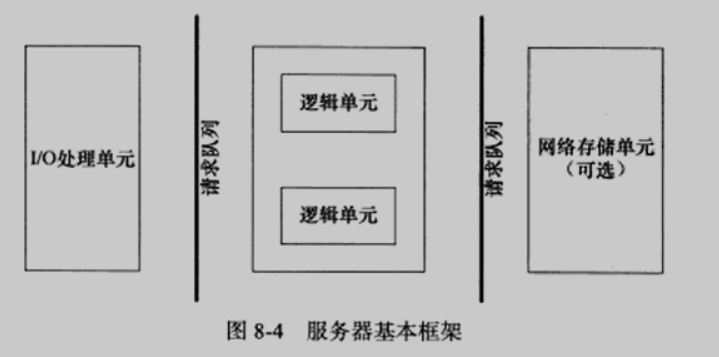 I/O处理单元
请求队列
逻辑单元
逻辑单元
请求队列
网络存储单元
（可选）
图 8-4 服务器基本框架